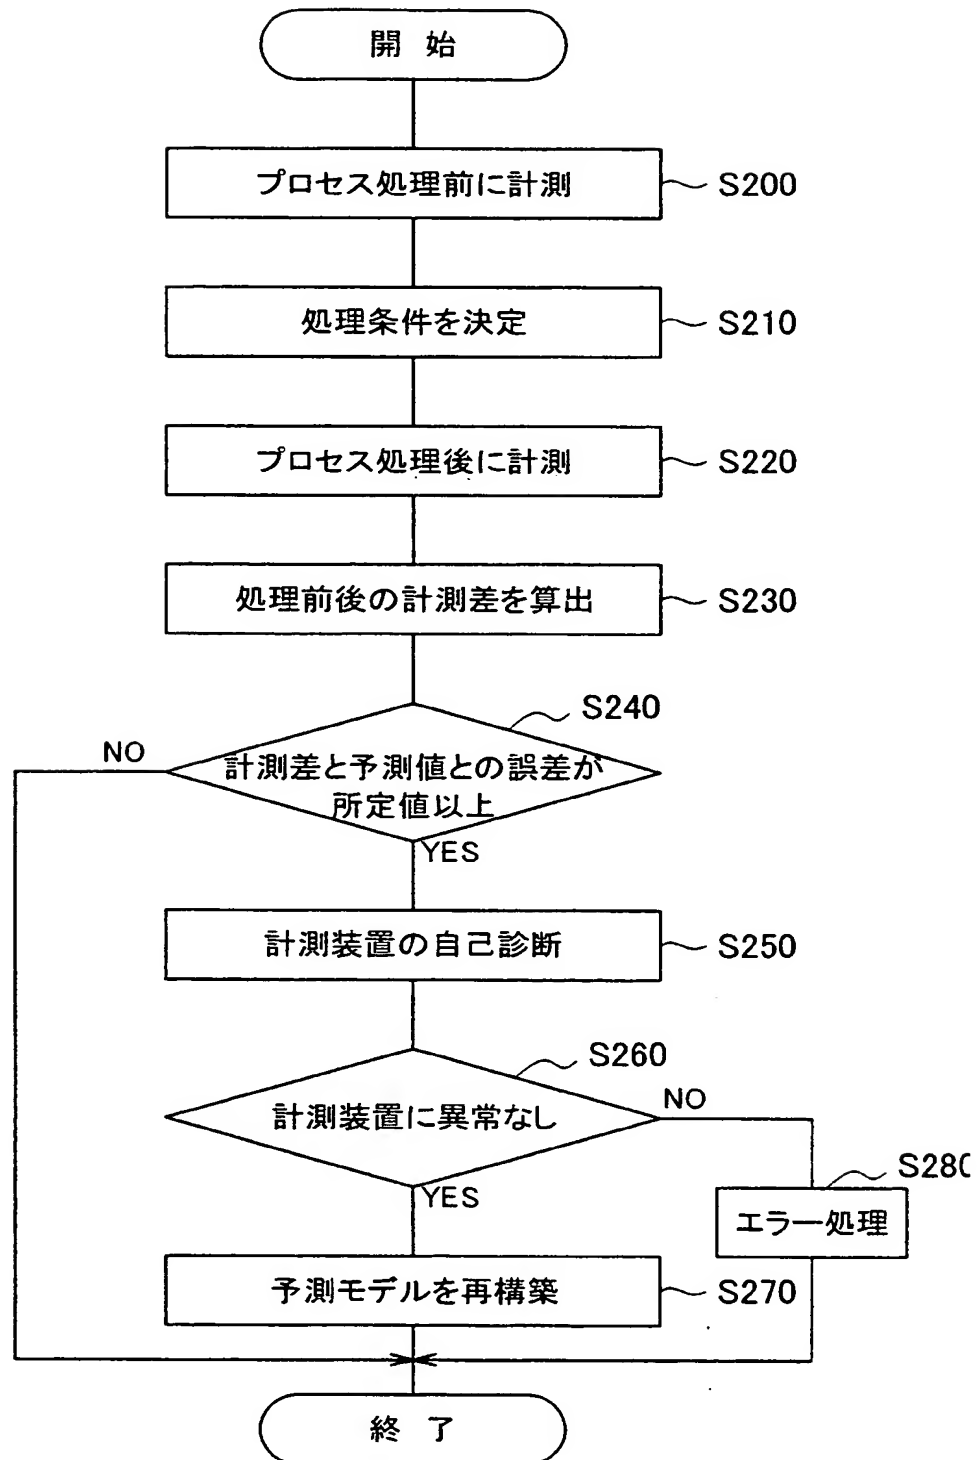 開 始
プロセス処理前に計測
S200
処理条件を決定
S210
プロセス処理後に計測
S220
処理前後の計測差を算出
S230
S240
NO
計測差と予測値との誤差が
所定値以上
YES
計測装置の自己診断
S250
S260
計測装置に異常なし
NO
YES
S280
エラー処理
予測モデルを再構築
S270
終 了